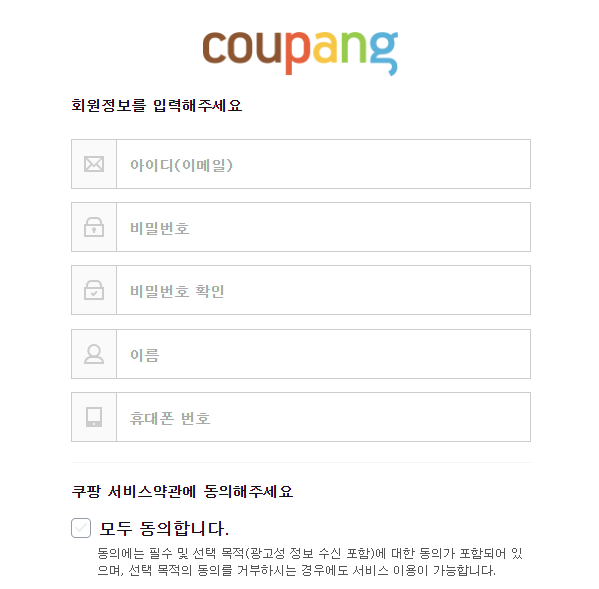 coupang
회원정보를 입력해주세요
아이디(이메일)
비밀번호
비밀번호 확인
이름
휴대폰 번호
쿠팡 서비스약관에 동의해주세요
모두 동의합니다.
동의에는 필수 및 선택 목적(광고성 정보 수신 포함)에 대한 동의가 포함되어 있
으며, 선택 목적의 동의를 거부하시는 경우에도 서비스 이용이 가능합니다.